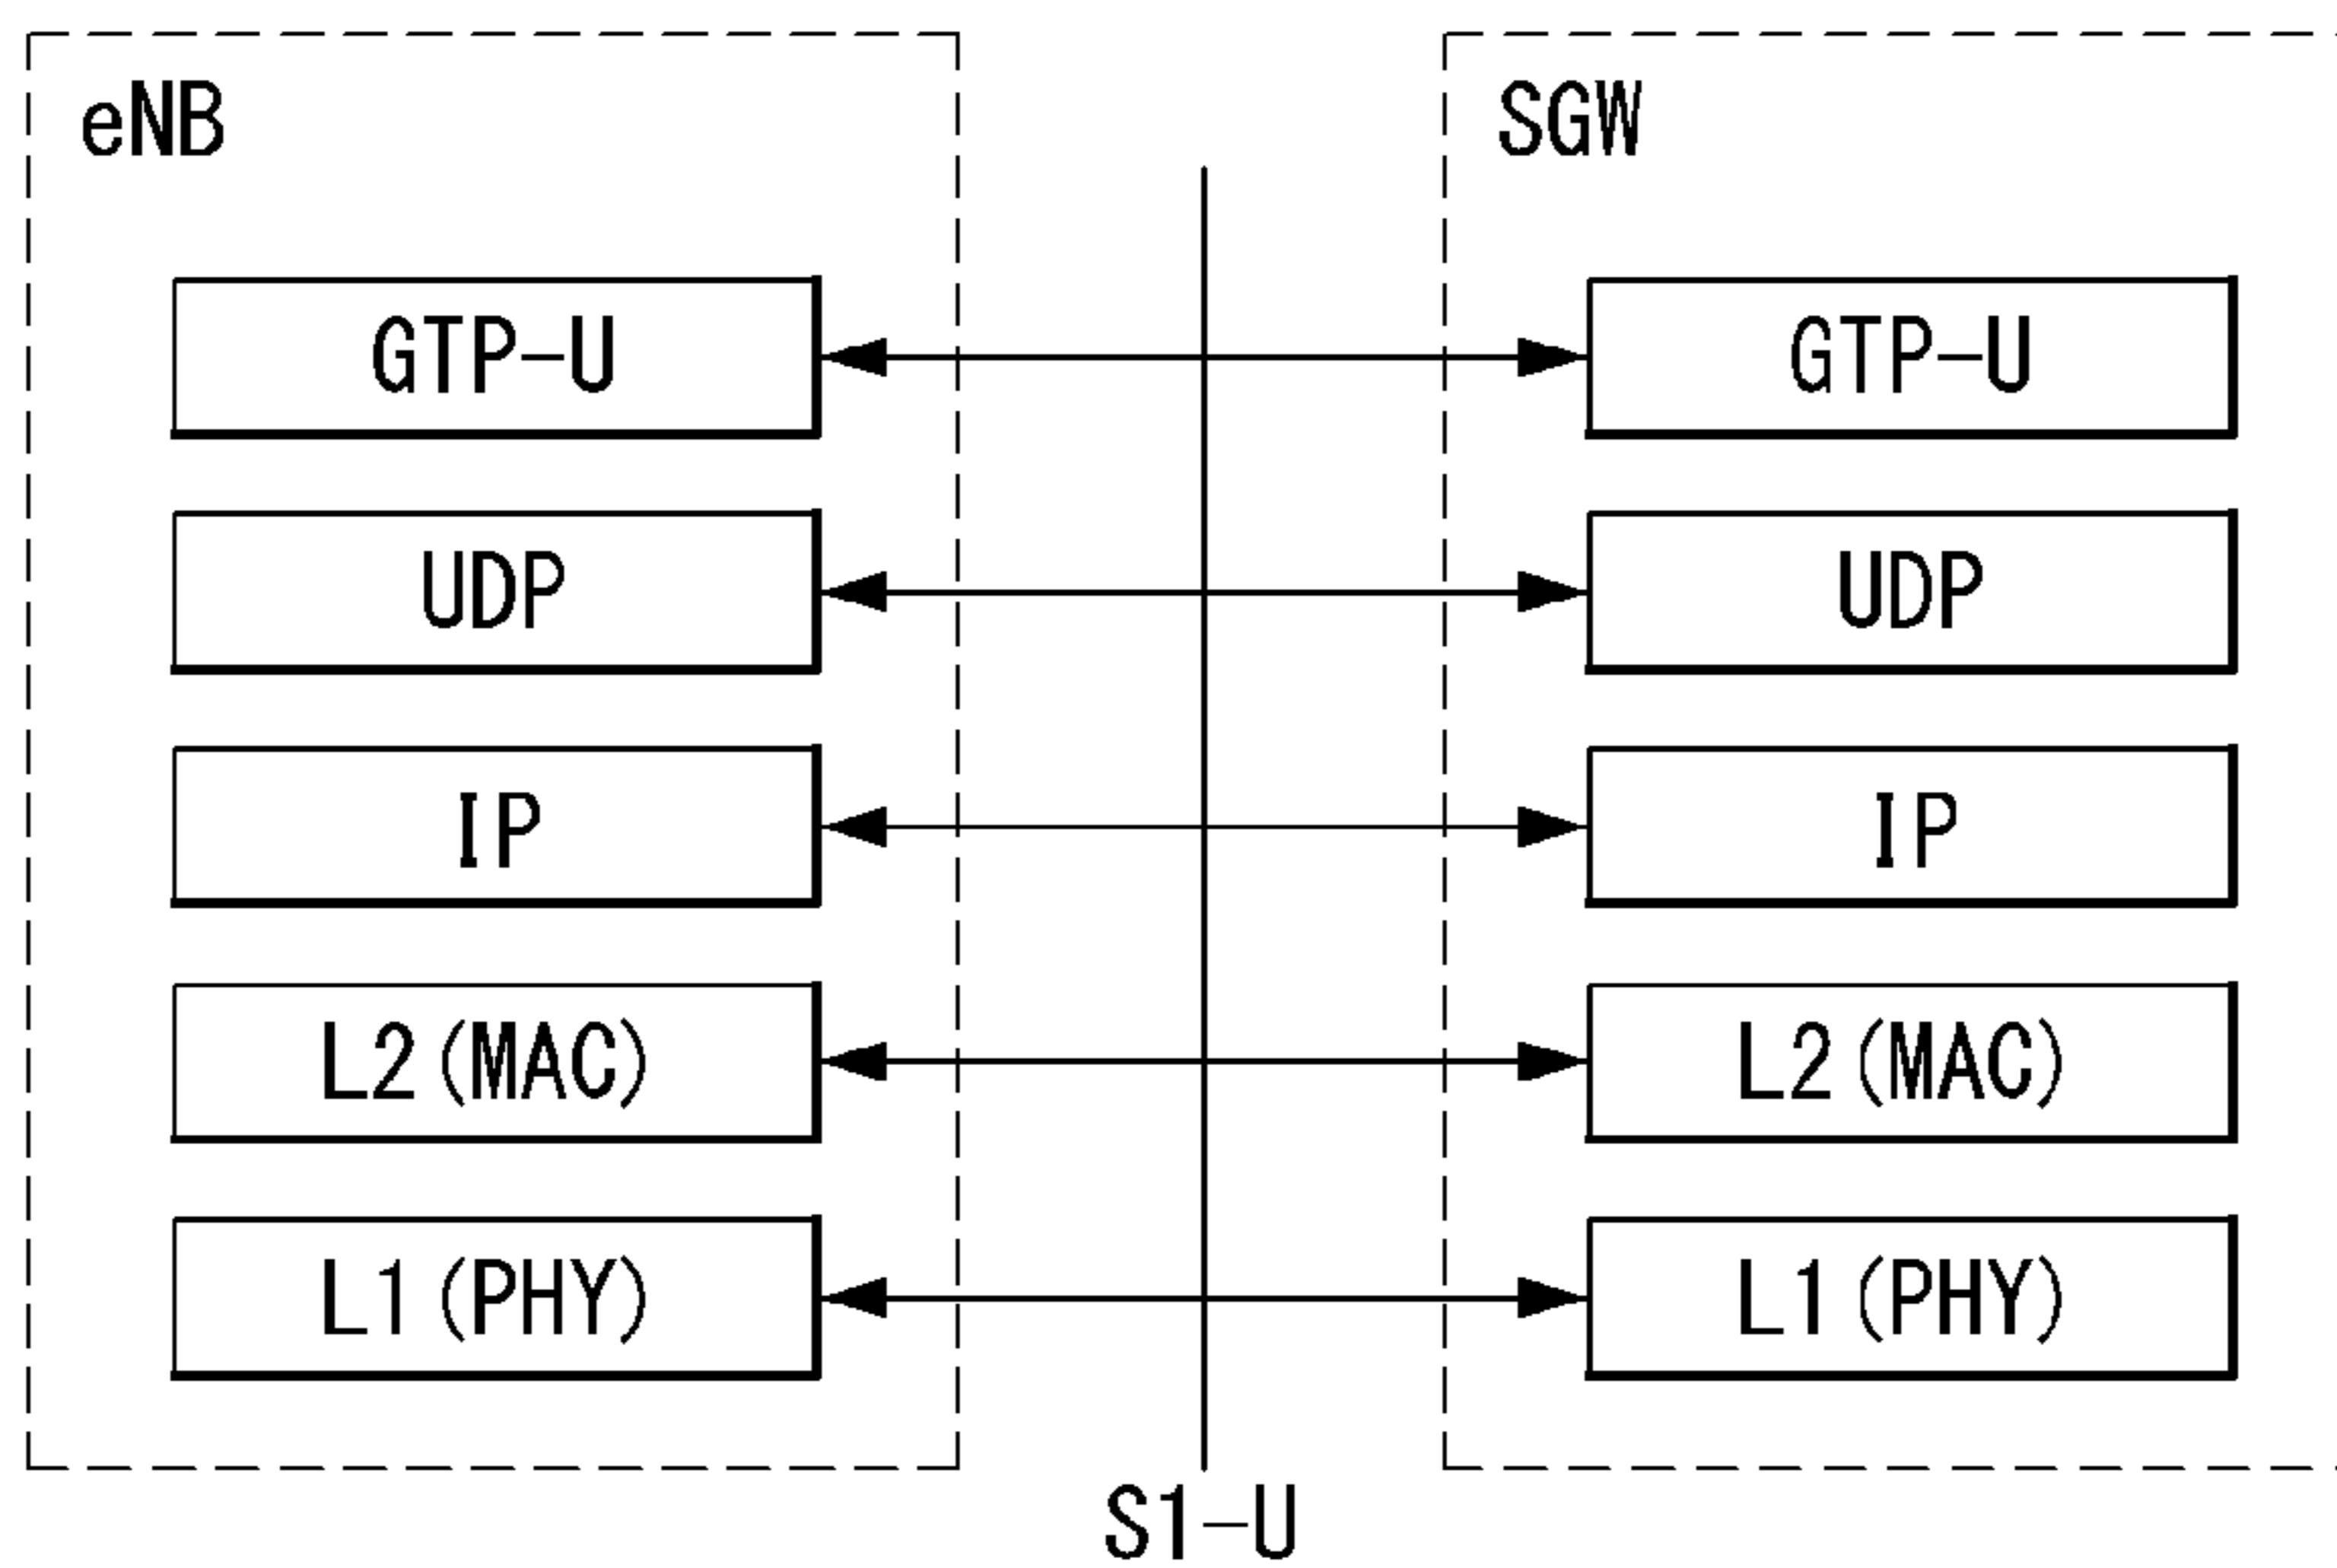 eNB
SGW
GTP-U
GTP-U
UDP
UDP
IP
IP
L2(MAC)
L2(MAC)
L1(PHY)
L1(PHY)
S1-U